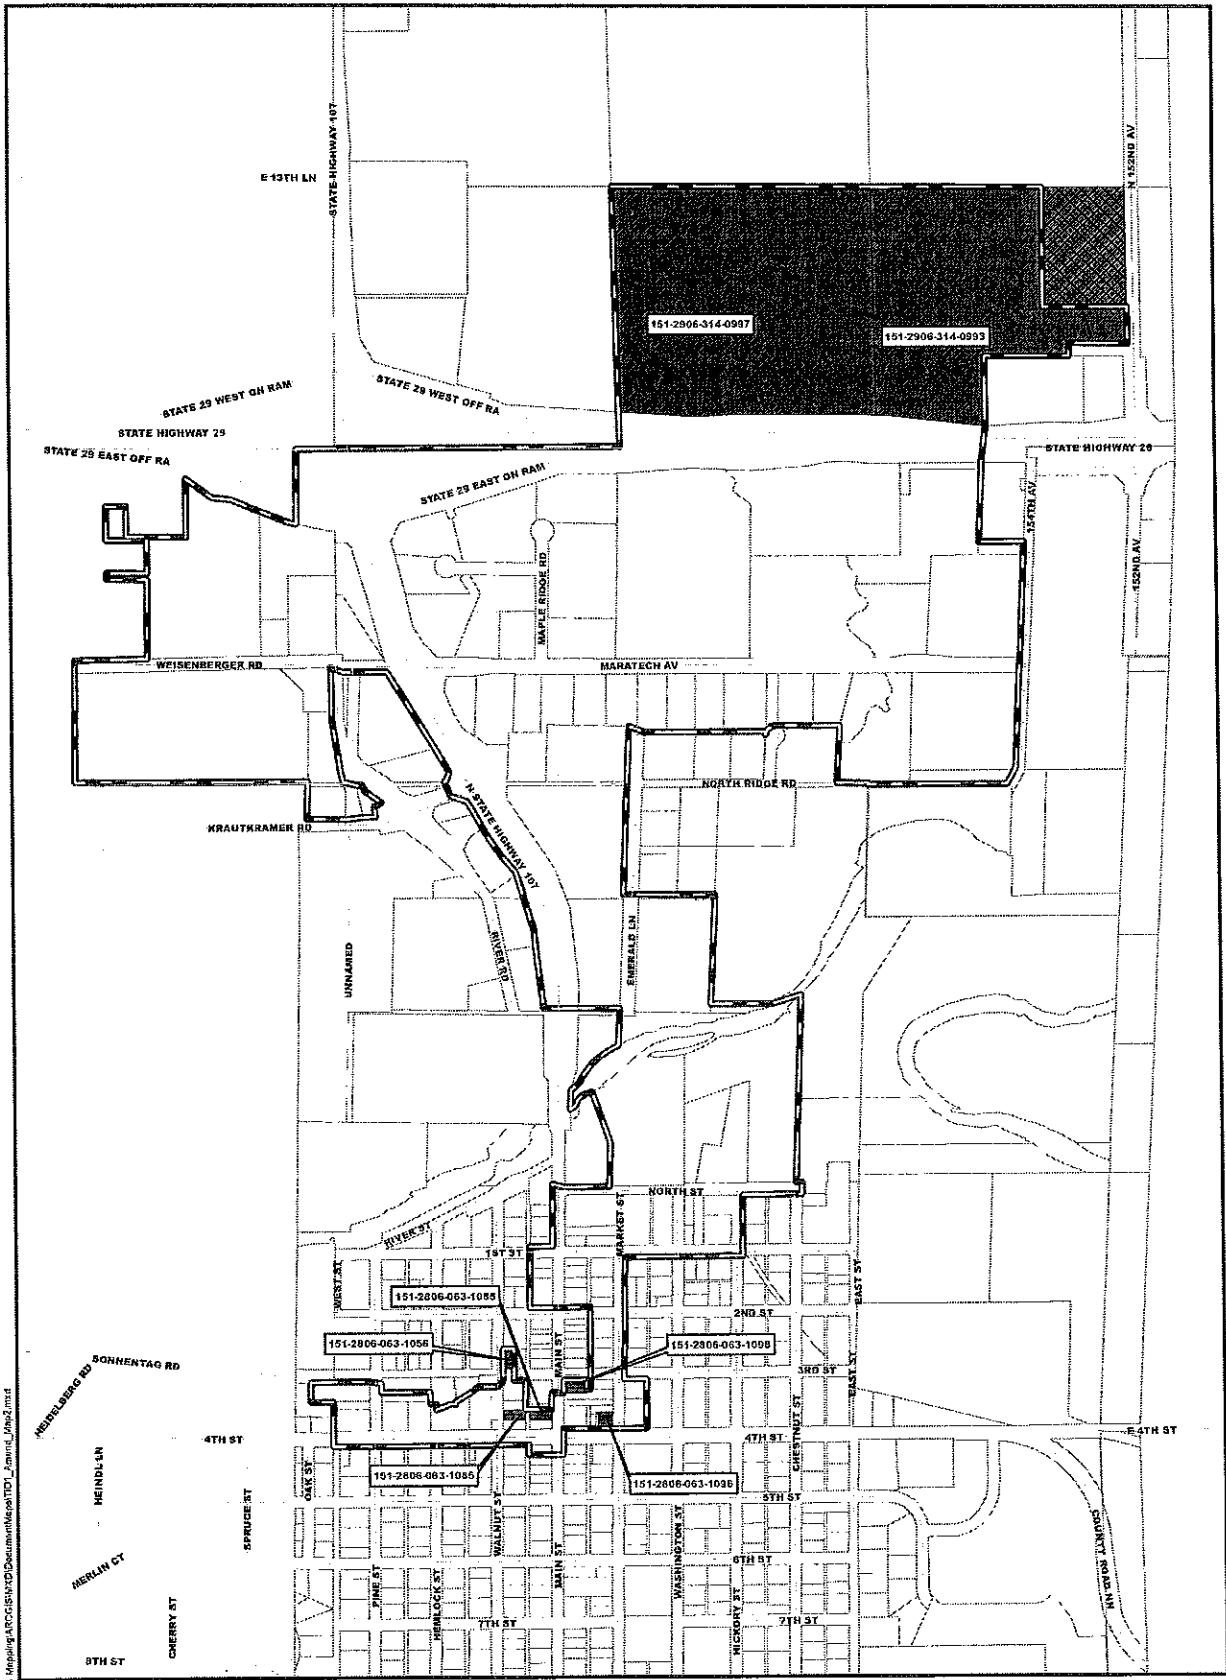 STATE HIGHWAY 107
E 13TH LN
N 152ND AV
151-2906-314-0997
151-2906-314-0993
STATE 29 WEST ON RAM
STATE 29 WEST OFF RA
STATE HIGHWAY 29
STATE 29 EAST OFF RA
STATE HIGHWAY 29
STATE 29 EAST ON RAM
154TH AV
152ND AV
MAPLE RIDGE RD
WEISENBERGER RD
MARATECH AV
NORTH RIDGE RD
N STATE HIGHWAY 107
KRAUTKRAMER RD
UNNAMED
RIVER RD
EMERALD LN
NORTH ST
MARKET ST
RIVER ST
1ST ST
WEST ST
EAST ST
151-2806-063-1088
2ND ST
151-2806-063-1056
MAIN ST
151-2806-063-1098
SONNENTAG RD
3RD ST
EAST ST
HEIDELBERG RD
CHESTNUT ST
4TH ST
4TH ST
E 4TH ST
HEINDL LN
OAK ST
151-2806-063-1085
151-2806-063-1096
SPRUCE ST
WALNUT ST
5TH ST
WASHINGTON ST
COUNTY ROAD NN
MERLIN CT
PINE ST
HEMLOCK ST
MAIN ST
6TH ST
CHERRY ST
7TH ST
HICKORY ST
7TH ST
8TH ST